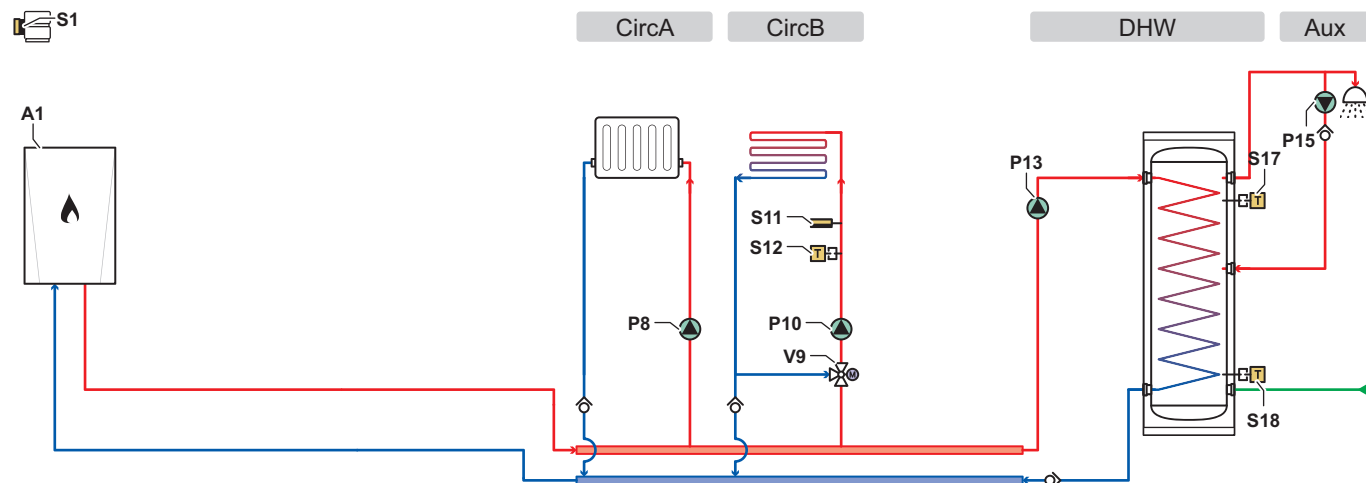 S1
CircA
CircB
DHW
Aux
A1
P15
S17
P13
S11
S12
T
T
P8
P10
V9
M
T
S18